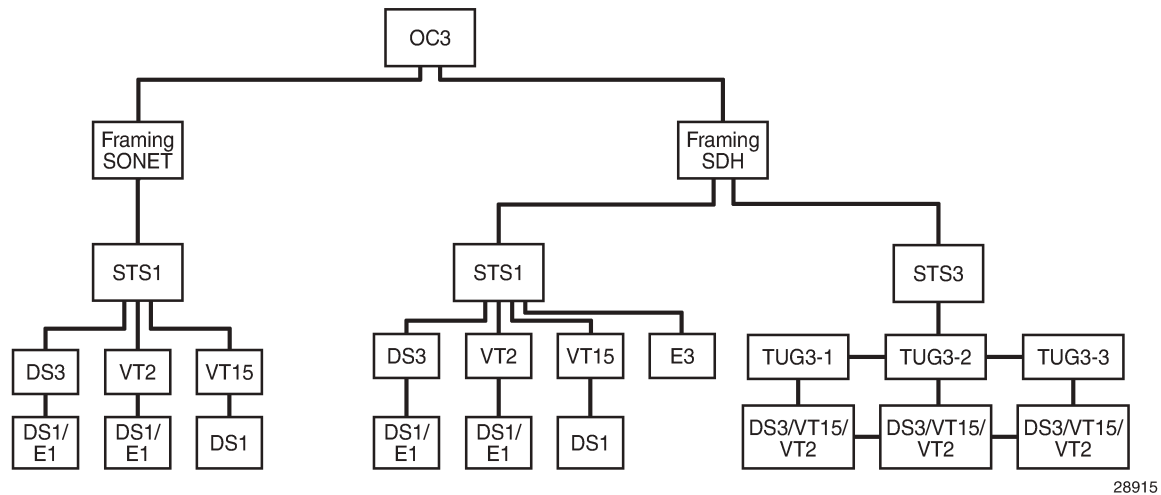 OC3
Framing
SONET
Framing
SDH
STS1
STS1
STS3
DS3
VT2
VT15
DS3
VT2
VT15
E3
TUG3-1
TUG3-2
TUG3-3
DS1/
E1
DS1/
E1
DS1
DS1/
E1
DS1/
E1
DS1
DS3/VT15/
VT2
DS3/VT15/
VT2
DS3/VT15/
VT2
28915